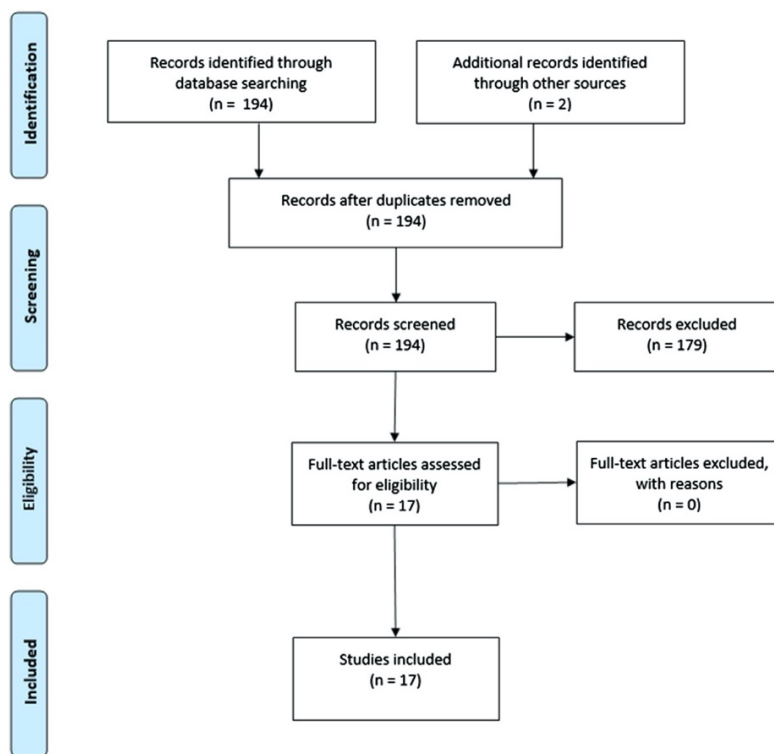 Identification
Records identified through
database searching
(n = 194)
Additional records identified
through other sources
(n = 2)
Records after duplicates removed
(n = 194)
Screening
Records screened
(n = 194)
Records excluded
(n = 179)
Eligibility
Full-text articles assessed
for eligibility
(n = 17)
Full-text articles excluded,
with reasons
(n = 0)
Included
Studies included
(n = 17)